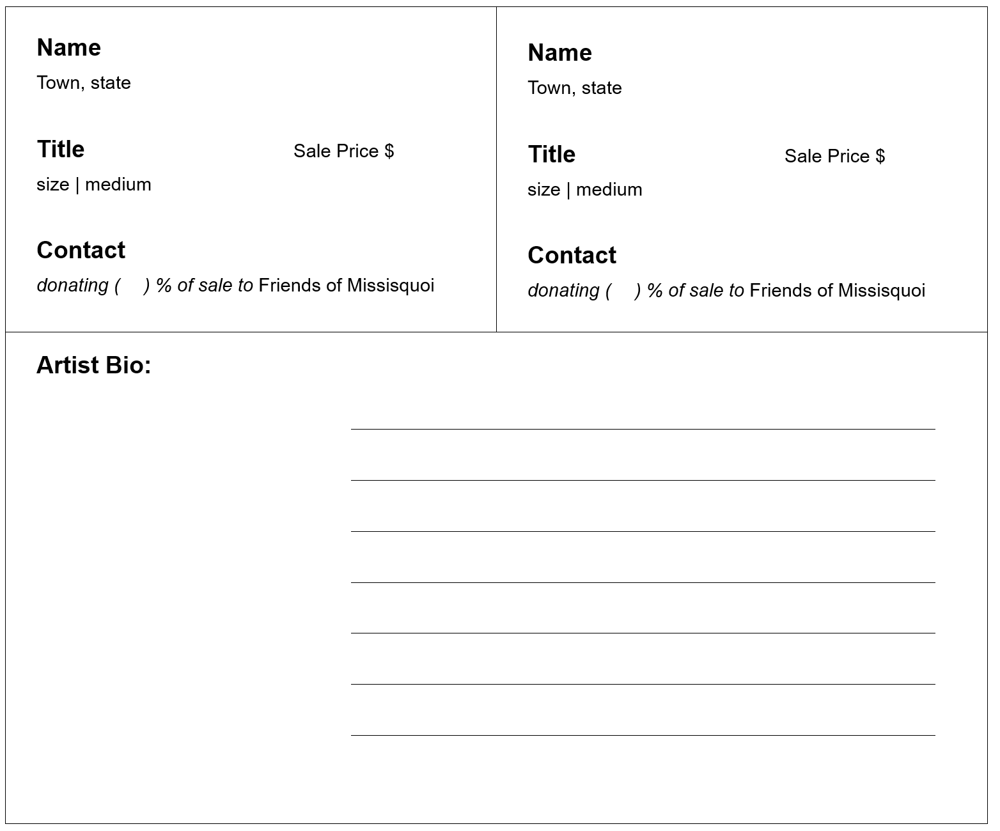 Name
Town, state
Title Sale Price $
size | medium
Contact
donating ( ) % of sale to Friends of Missisquoi
Name
Town, state
Title Sale Price $
size | medium
Contact
donating ( ) % of sale to Friends of Missisquoi
Artist Bio: